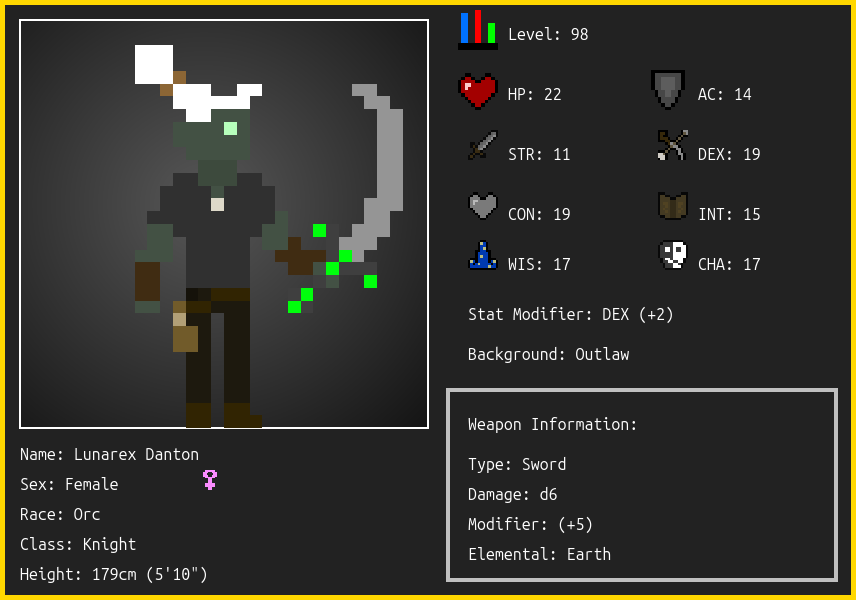 Level: 98
HP: 22
AC: 14
STR: 11
DEX: 19
CON: 19
INT: 15
WIS: 17
CHA: 17
Stat Modifier: DEX (+2)
Background: Outlaw
Weapon Information:
Type: Sword
Damage: d6
Modifier: (+5)
Elemental: Earth
Name: Lunarex Danton
Sex: Female
Race: Orc
Class: Knight
Height: 179cm (5'10")